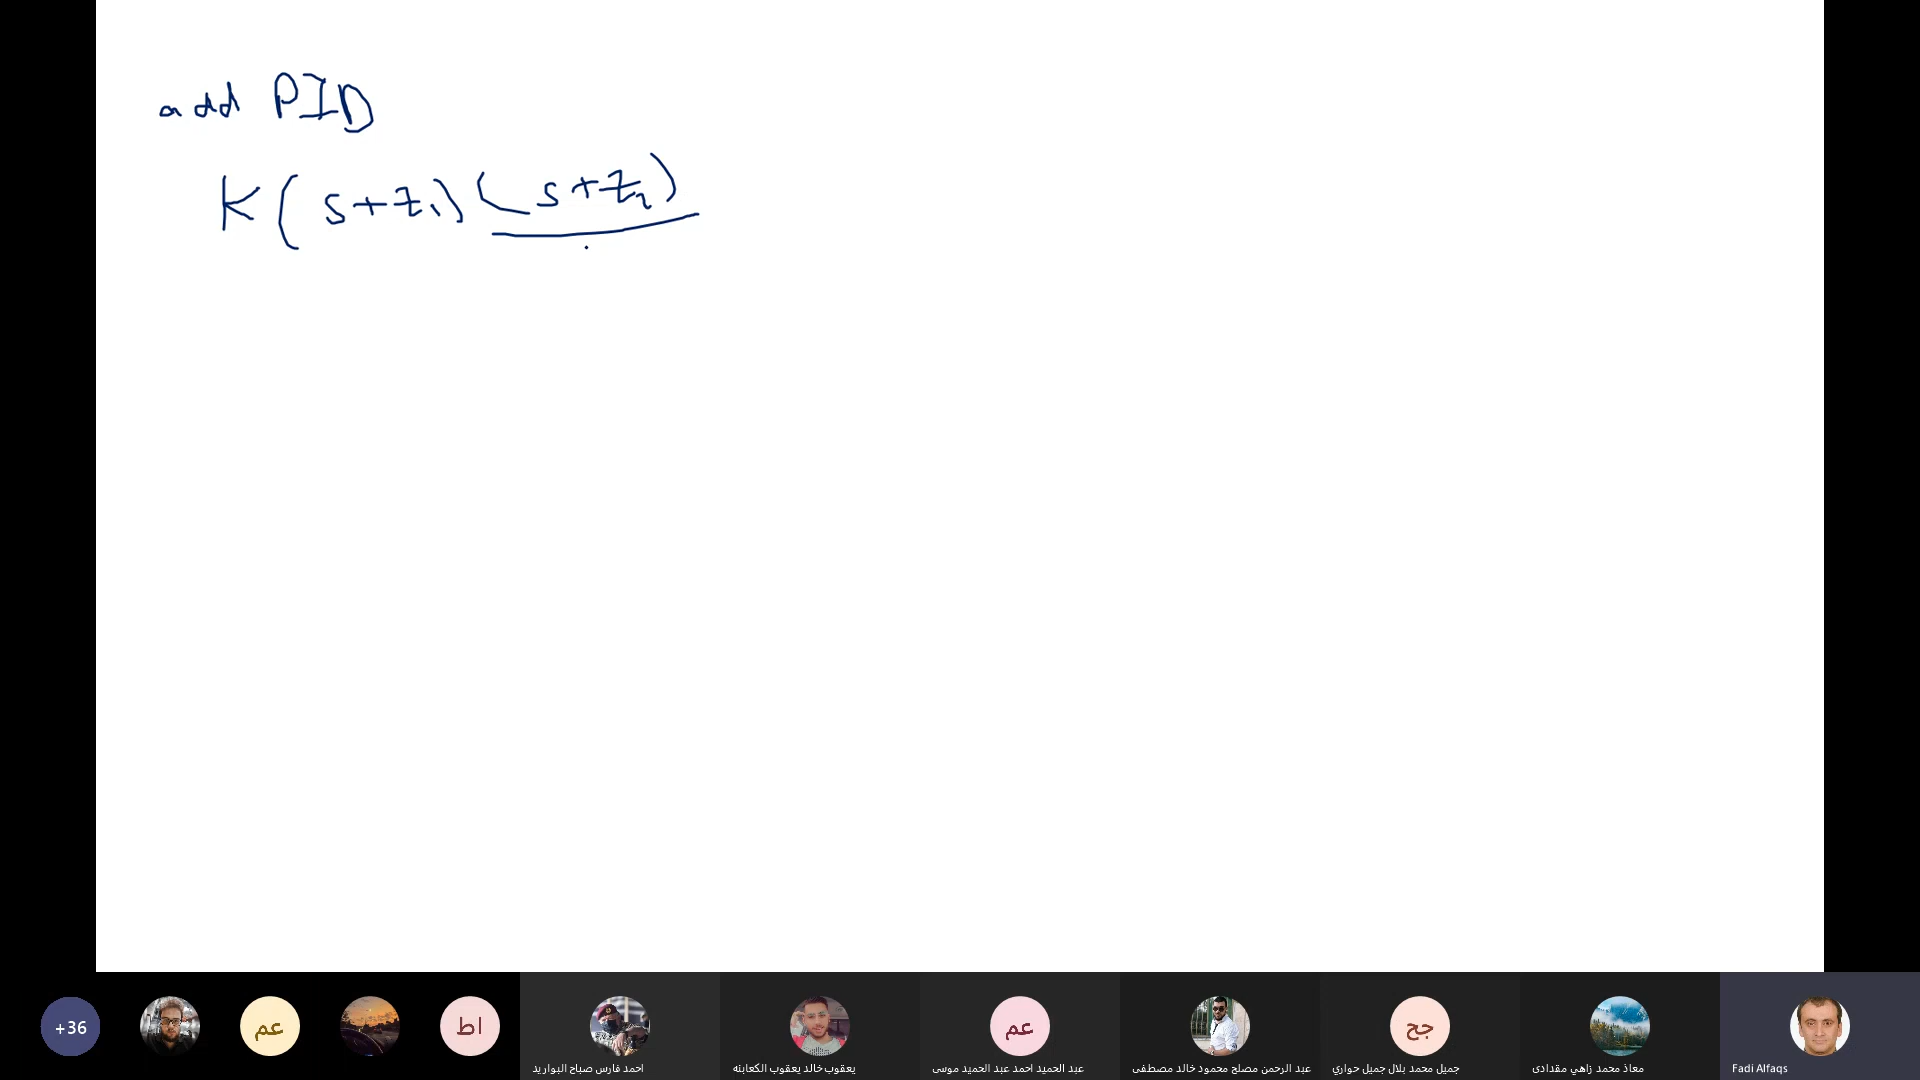 add PID
K(s+z₁)(s+z₂)
+36
عم
اط
احمد فارس صباح البواريد
يعقوب خالد يعقوب الكعابنه
عم
عبد الحميد احمد عبد الحميد موسى
عبد الرحمن مصلح محمود خالد مصطفى
جح
جميل محمد بلال جميل حواري
معاذ محمد زاهي مقدادى
Fadi Alfaqs